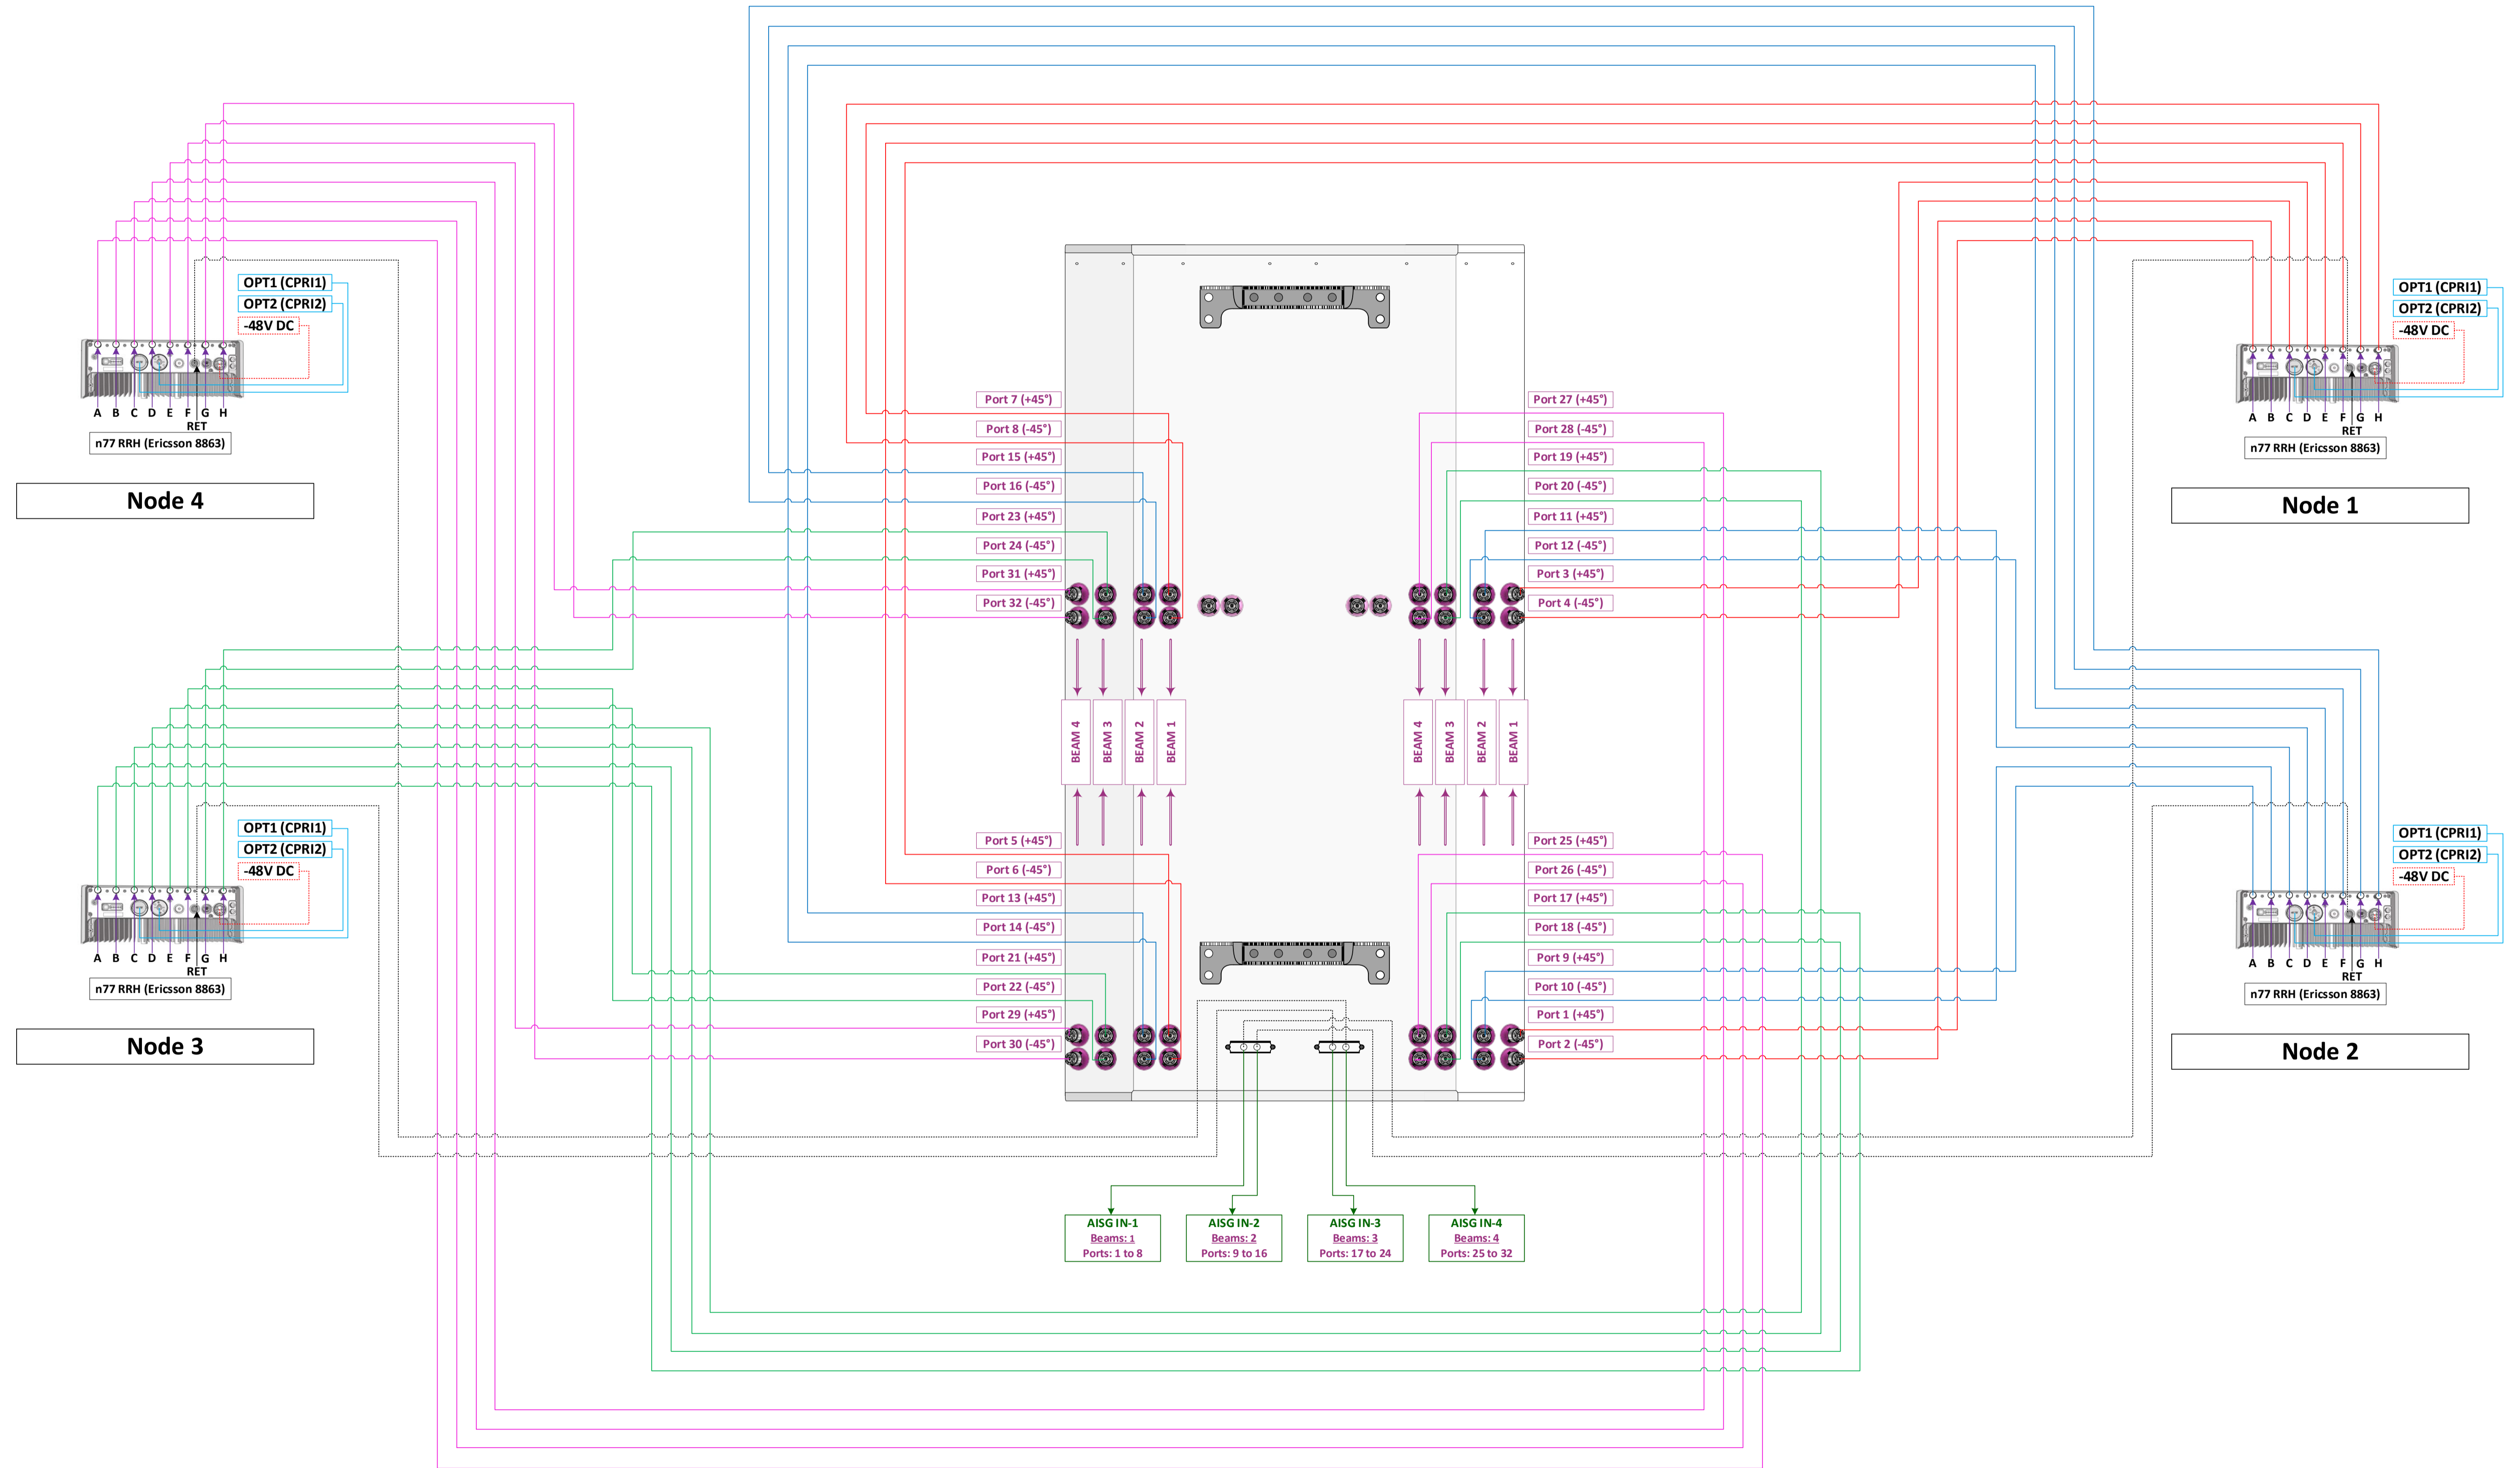 OPT1 (CPRI1)
OPT2 (CPRI2)
-48V DC
A B C D E F G H
RET
n77 RRH (Ericsson 8863)
Node 4
OPT1 (CPRI1)
OPT2 (CPRI2)
-48V DC
A B C D E F G H
RET
n77 RRH (Ericsson 8863)
Node 3
Port 7 (+45°)
Port 8 (-45°)
Port 15 (+45°)
Port 16 (-45°)
Port 23 (+45°)
Port 24 (-45°)
Port 31 (+45°)
Port 32 (-45°)
BEAM 4
BEAM 3
BEAM 2
BEAM 1
Port 5 (+45°)
Port 6 (-45°)
Port 13 (+45°)
Port 14 (-45°)
Port 21 (+45°)
Port 22 (-45°)
Port 29 (+45°)
Port 30 (-45°)
Port 27 (+45°)
Port 28 (-45°)
Port 19 (+45°)
Port 20 (-45°)
Port 11 (+45°)
Port 12 (-45°)
Port 3 (+45°)
Port 4 (-45°)
BEAM 4
BEAM 3
BEAM 2
BEAM 1
Port 25 (+45°)
Port 26 (-45°)
Port 17 (+45°)
Port 18 (-45°)
Port 9 (+45°)
Port 10 (-45°)
Port 1 (+45°)
Port 2 (-45°)
AISG IN-1
Beams: 1
Ports: 1 to 8
AISG IN-2
Beams: 2
Ports: 9 to 16
AISG IN-3
Beams: 3
Ports: 17 to 24
AISG IN-4
Beams: 4
Ports: 25 to 32
OPT1 (CPRI1)
OPT2 (CPRI2)
-48V DC
A B C D E F G H
RET
n77 RRH (Ericsson 8863)
Node 1
OPT1 (CPRI1)
OPT2 (CPRI2)
-48V DC
A B C D E F G H
RET
n77 RRH (Ericsson 8863)
Node 2